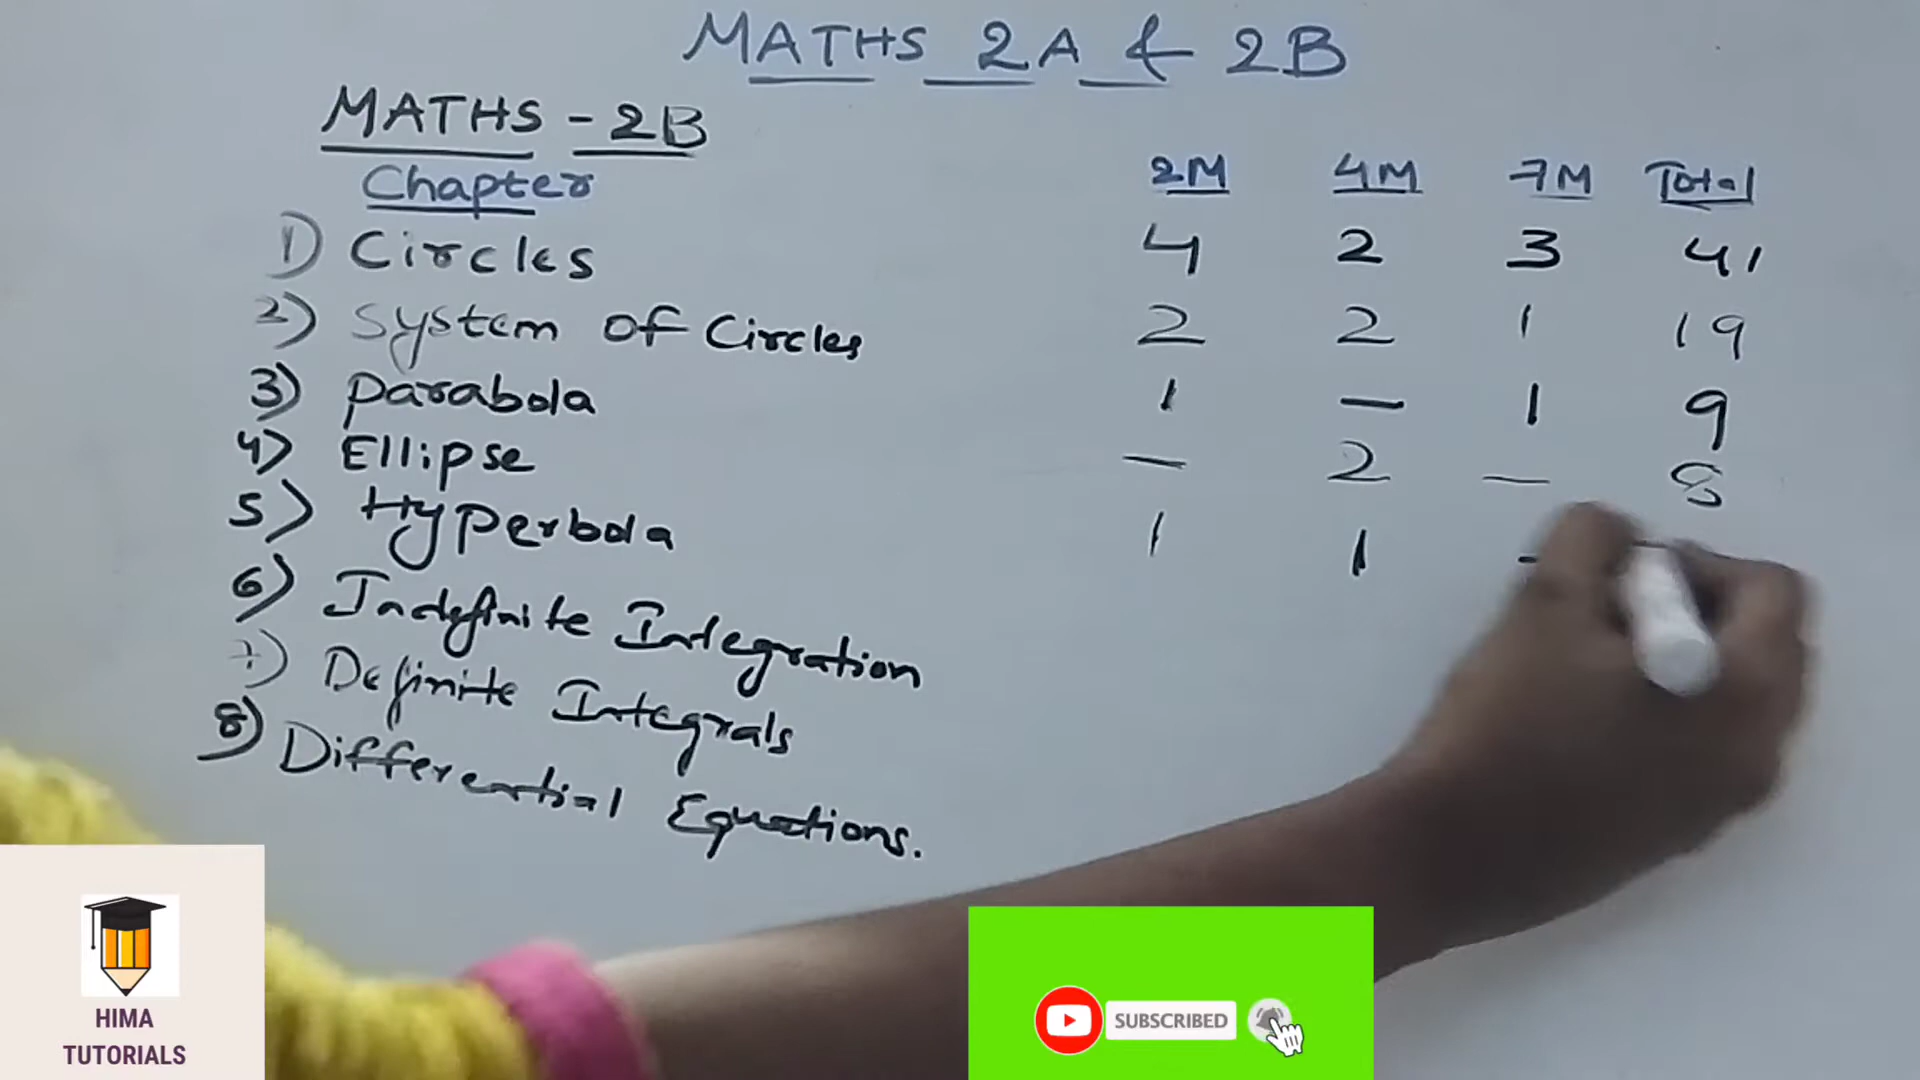 MATHS 2A & 2B
MATHS - 2B
Chapter 2M 4M 7M Total
1) Circles 4 2 3 41
2) System of Circles 2 2 1 19
3) Parabola 1 — 1 9
4) Ellipse — 2 — 8
5) Hyperbola 1 1 -
6) Indefinite Integration
7) Definite Integrals
8) Differential Equations.
HIMA
TUTORIALS
SUBSCRIBED